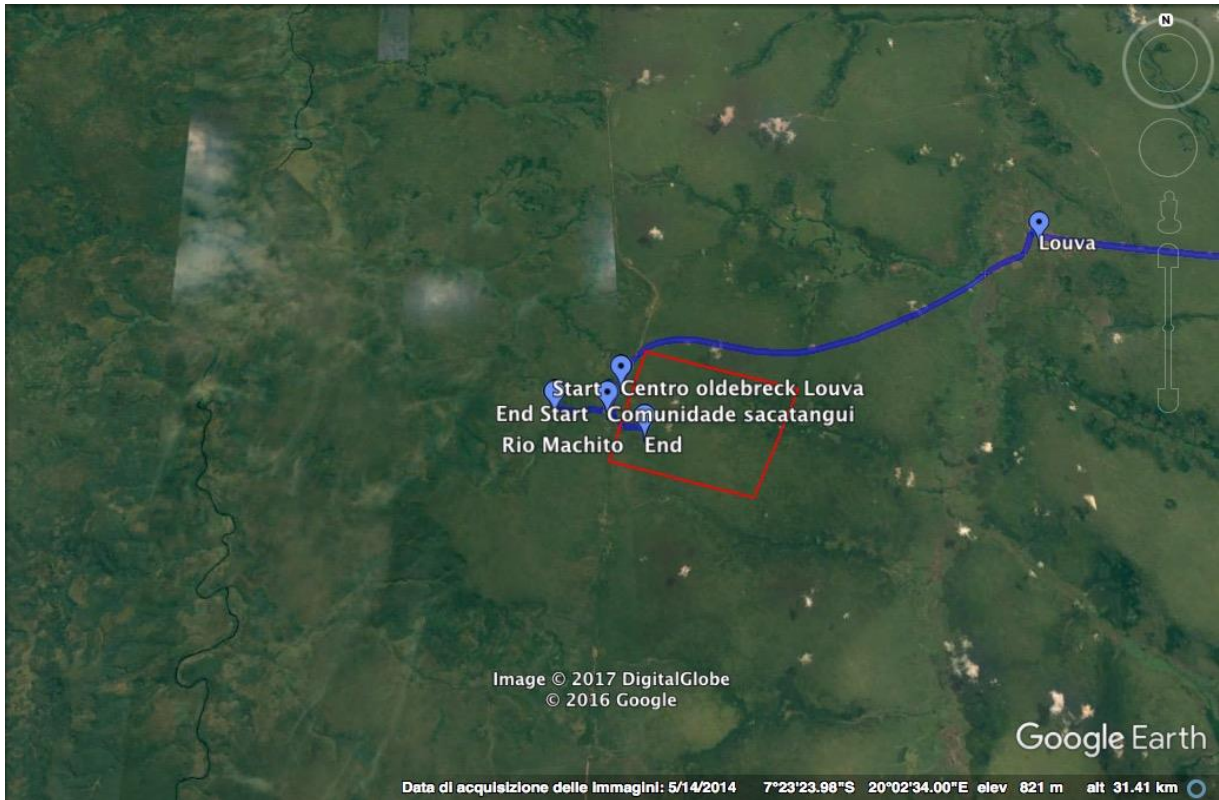 N
Louva
Start Centro oldebreck Louva
End Start Comunidade sacatangui
Rio Machito End
Image © 2017 DigitalGlobe
© 2016 Google
Google Earth
Data di acquisizione delle immagini: 5/14/2014 7°23'23.98"S 20°02'34.00"E elev 821 m alt 31.41 km